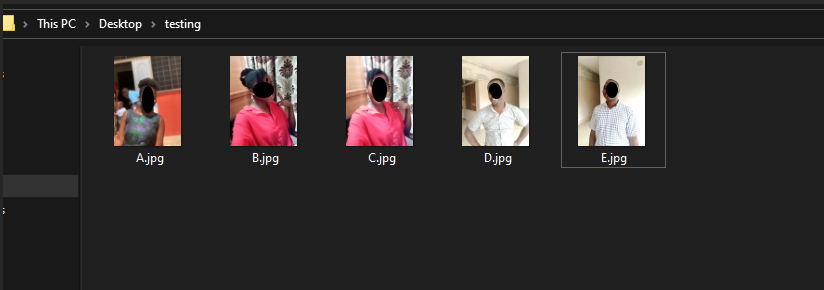 This PC > Desktop > testing
A.jpg
B.jpg
C.jpg
D.jpg
E.jpg